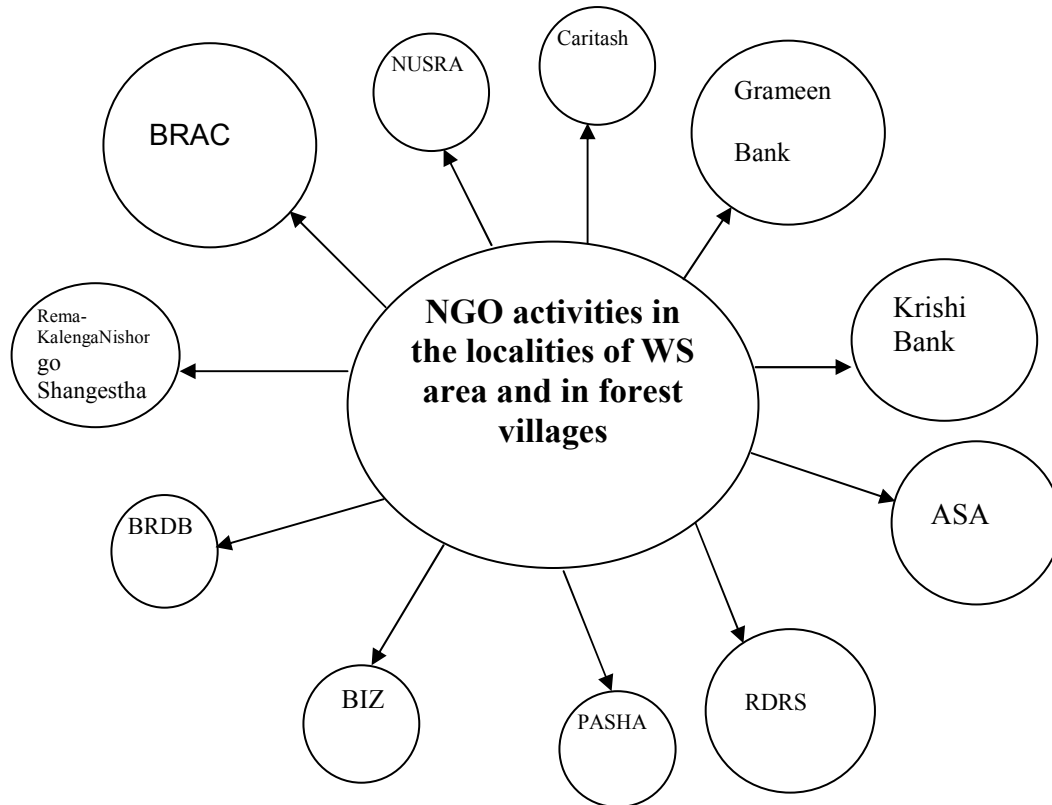 Caritash
NUSRA
Grameen
Bank
BRAC
NGO activities in
the localities of WS
area and in forest
villages
Krishi
Bank
Rema-
KalengaNishor
go
Shangestha
ASA
BRDB
BIZ
PASHA
RDRS